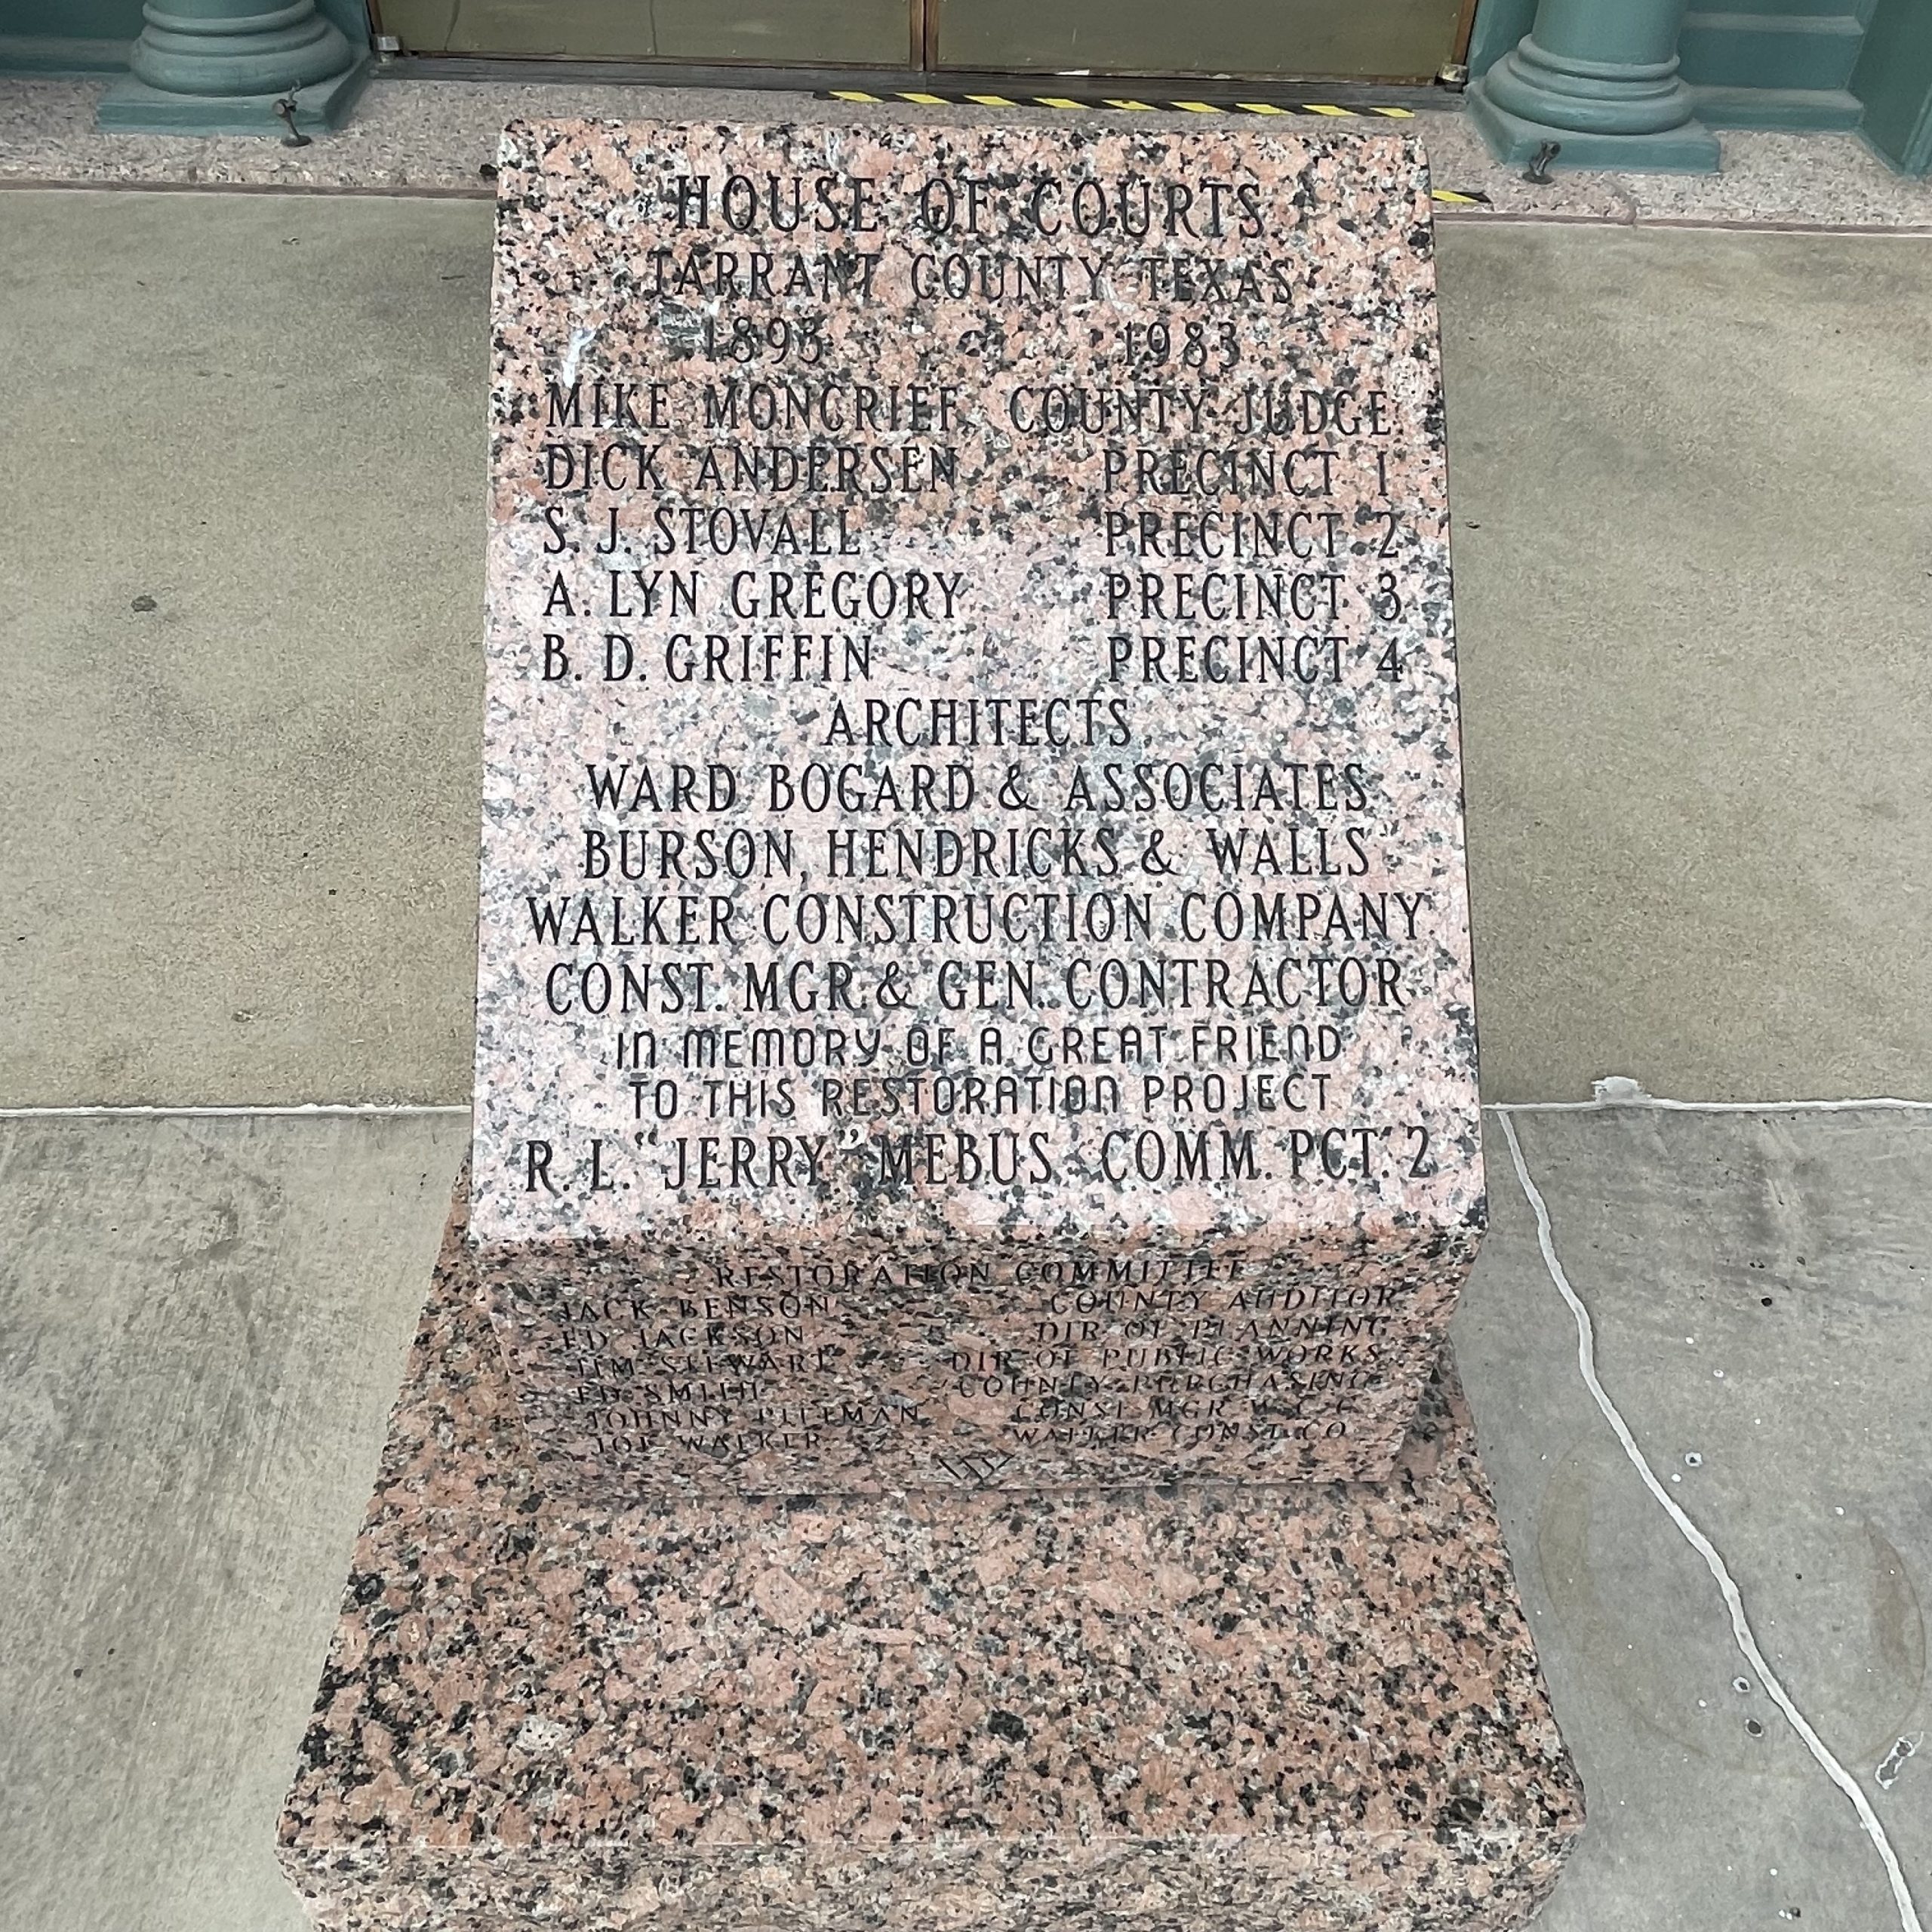 HOUSE OF COURTS
TARRANT COUNTY TEXAS
1893 1983
MIKE MONCRIEF COUNTY JUDGE
DICK ANDERSEN PRECINCT 1
S. J. STOVALL PRECINCT 2
A. LYN GREGORY PRECINCT 3
B. D. GRIFFIN PRECINCT 4
ARCHITECTS
WARD BOGARD & ASSOCIATES
BURSON, HENDRICKS & WALLS
WALKER CONSTRUCTION COMPANY
CONST. MGR. & GEN. CONTRACTOR
IN MEMORY OF A GREAT FRIEND
TO THIS RESTORATION PROJECT
R. L. "JERRY" MEBUS COMM. PCT. 2
RESTORATION COMMITTEE
JACK BENSON COUNTY AUDITOR
ED JACKSON DIR. OF PLANNING
JIM STEWART DIR. OF PUBLIC WORKS
ED SMITH COUNTY PURCHASING
JOHNNY PITTMAN CONST. MGR. W. C. C.
JOE WALKER WALKER CONST. CO.